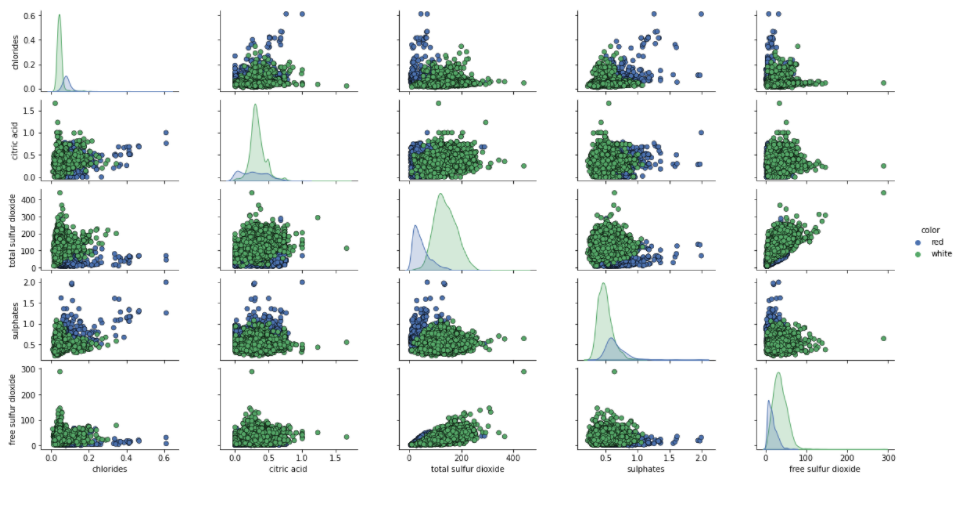 0.6
0.4
0.2
0.0
chlorides
1.5
1.0
0.5
0.0
citric acid
color
red
white
400
300
200
100
0
total sulfur dioxide
2.0
1.5
1.0
0.5
sulphates
300
200
100
0
free sulfur dioxide
0.0 0.2 0.4 0.6
chlorides
0.0 0.5 1.0 1.5
citric acid
0 200 400
total sulfur dioxide
0.5 1.0 1.5 2.0
sulphates
0 100 200 300
free sulfur dioxide